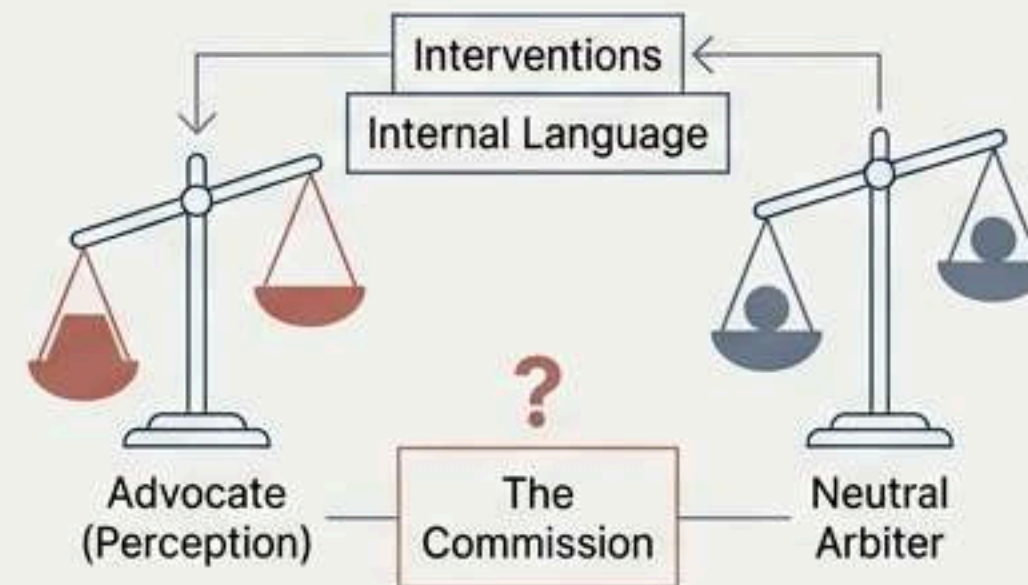 Interventions
Internal Language
?
Advocate
(Perception)
The
Commission
Neutral
Arbiter